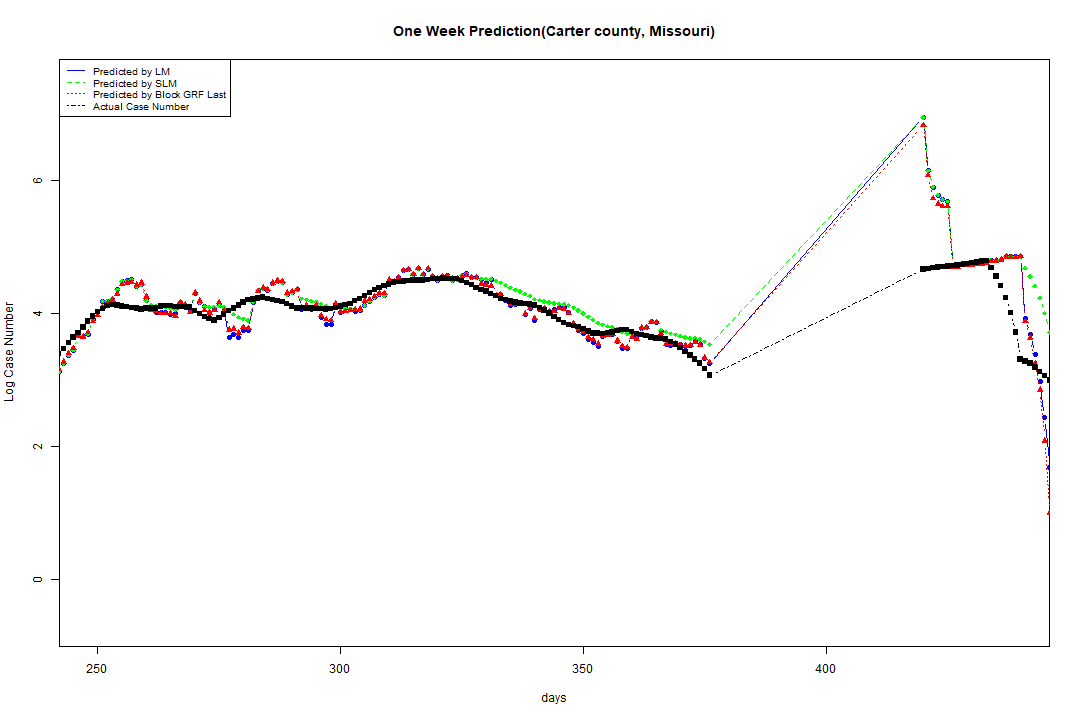 One Week Prediction(Carter county, Missouri)
Predicted by LM
Predicted by SLM
Predicted by Block GRF Last
Actual Case Number
Log Case Number
6
4
2
0
250 300 350 400
days